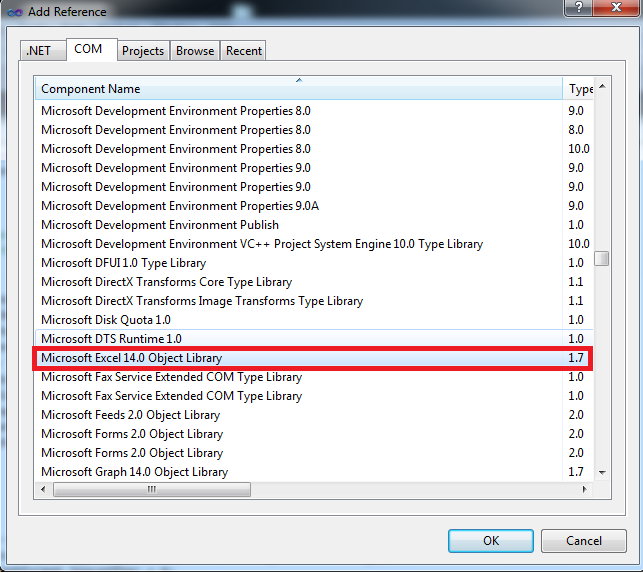 Add Reference
.NET COM Projects Browse Recent
Component Name Type
Microsoft Development Environment Properties 8.0 9.0
Microsoft Development Environment Properties 8.0 8.0
Microsoft Development Environment Properties 8.0 10.0
Microsoft Development Environment Properties 9.0 9.0
Microsoft Development Environment Properties 9.0 9.0
Microsoft Development Environment Properties 9.0A 9.0
Microsoft Development Environment Publish 1.0
Microsoft Development Environment VC++ Project System Engine 10.0 Type Library 10.0
Microsoft DFUI 1.0 Type Library 1.0
Microsoft DirectX Transforms Core Type Library 1.1
Microsoft DirectX Transforms Image Transforms Type Library 1.1
Microsoft Disk Quota 1.0 1.0
Microsoft DTS Runtime 1.0 1.0
Microsoft Excel 14.0 Object Library 1.7
Microsoft Fax Service Extended COM Type Library 1.0
Microsoft Fax Service Extended COM Type Library 1.0
Microsoft Feeds 2.0 Object Library 2.0
Microsoft Forms 2.0 Object Library 2.0
Microsoft Forms 2.0 Object Library 2.0
Microsoft Graph 14.0 Object Library 1.7
OK Cancel